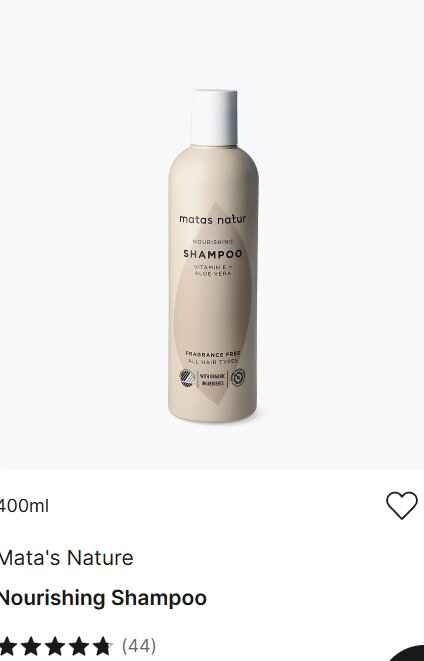 matas natur
NOURISHING
SHAMPOO
VITAMIN E +
ALOE VERA
FRAGRANCE FREE
ALL HAIR TYPES
WITH ORGANIC
INGREDIENTS
400ml
Mata's Nature
Nourishing Shampoo
(44)